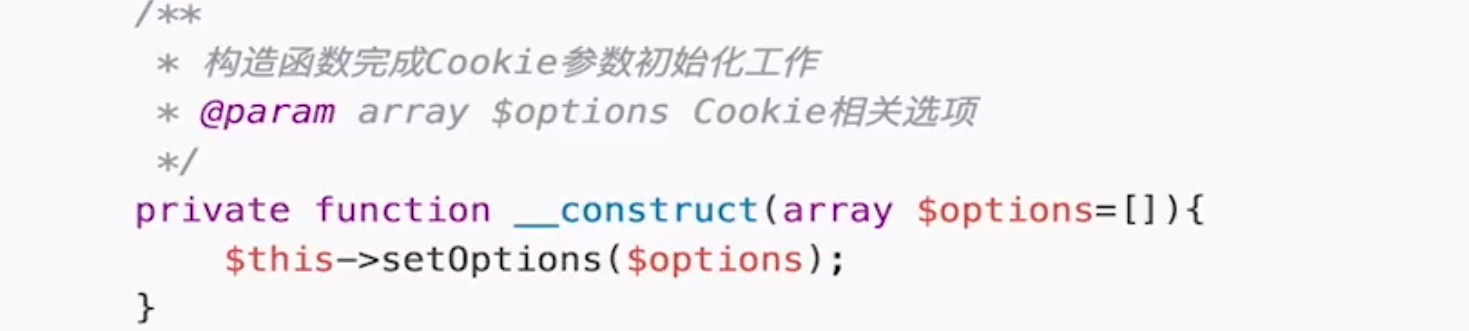 /**
 * 构造函数完成Cookie参数初始化工作
 * @param array $options Cookie相关选项
 */
private function __construct(array $options=[]){
    $this->setOptions($options);
}